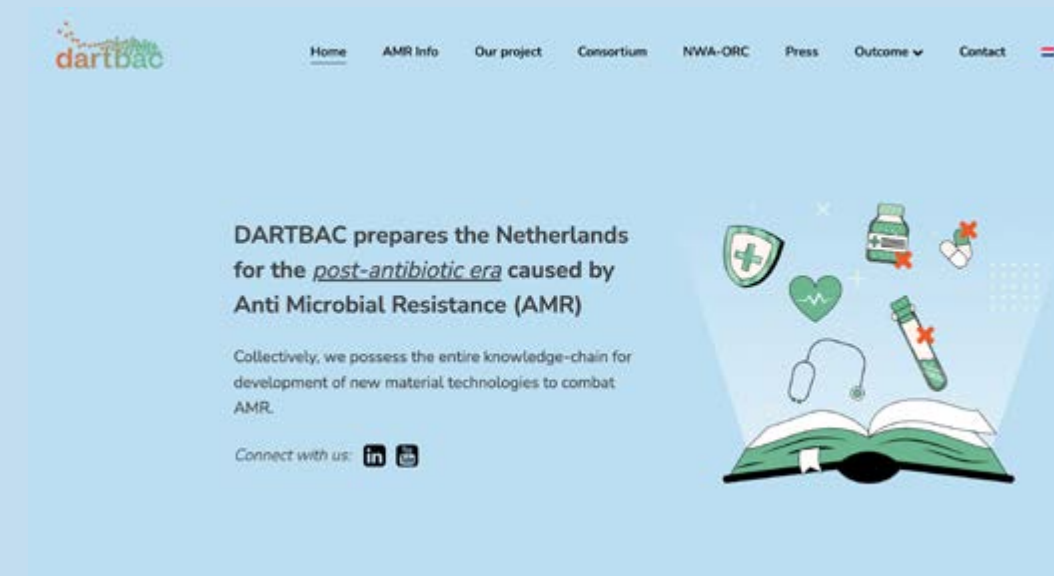 dartbac
Home AMR Info Our project Consortium NWA-ORC Press Outcome Contact
DARTBAC prepares the Netherlands
for the post-antibiotic era caused by
Anti Microbial Resistance (AMR)
Collectively, we possess the entire knowledge-chain for
development of new material technologies to combat
AMR.
Connect with us: in